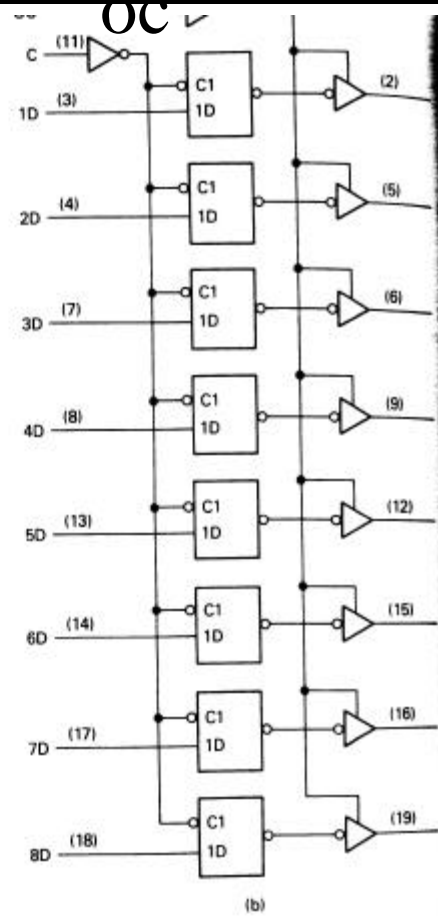 OC
C (11)
C1 (2)
1D (3) 1D
C1 (5)
2D (4) 1D
C1 (6)
3D (7) 1D
C1 (9)
4D (8) 1D
C1 (12)
5D (13) 1D
C1 (15)
6D (14) 1D
C1 (16)
7D (17) 1D
C1 (19)
8D (18) 1D
(b)